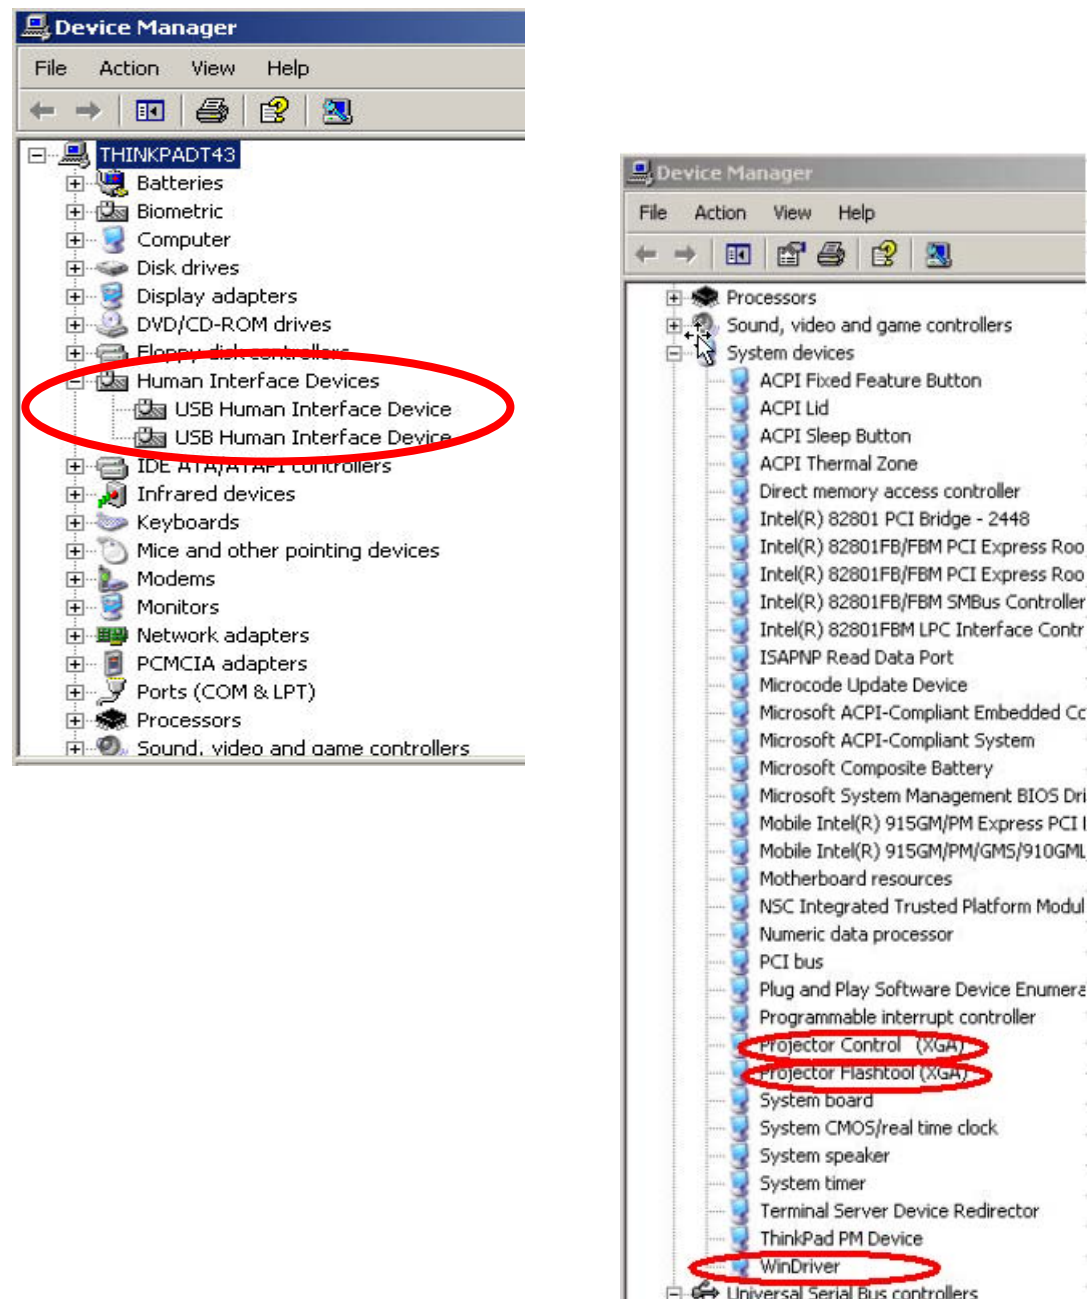 Device Manager
File Action View Help
THINKPADT43
Batteries
Biometric
Computer
Disk drives
Display adapters
DVD/CD-ROM drives
Floppy disk controllers
Human Interface Devices
USB Human Interface Device
USB Human Interface Device
IDE ATA/ATAPI controllers
Infrared devices
Keyboards
Mice and other pointing devices
Modems
Monitors
Network adapters
PCMCIA adapters
Ports (COM & LPT)
Processors
Sound, video and game controllers
Device Manager
File Action View Help
Processors
Sound, video and game controllers
System devices
ACPI Fixed Feature Button
ACPI Lid
ACPI Sleep Button
ACPI Thermal Zone
Direct memory access controller
Intel(R) 82801 PCI Bridge - 2448
Intel(R) 82801FB/FBM PCI Express Roo
Intel(R) 82801FB/FBM PCI Express Roo
Intel(R) 82801FB/FBM SMBus Controller
Intel(R) 82801FBM LPC Interface Contr
ISAPNP Read Data Port
Microcode Update Device
Microsoft ACPI-Compliant Embedded Cc
Microsoft ACPI-Compliant System
Microsoft Composite Battery
Microsoft System Management BIOS Dri
Mobile Intel(R) 915GM/PM Express PCI
Mobile Intel(R) 915GM/PM/GMS/910GML
Motherboard resources
NSC Integrated Trusted Platform Modul
Numeric data processor
PCI bus
Plug and Play Software Device Enumera
Programmable interrupt controller
Projector Control (XGA)
Projector Flashtool (XGA)
System board
System CMOS/real time clock
System speaker
System timer
Terminal Server Device Redirector
ThinkPad PM Device
WinDriver
Universal Serial Bus controllers